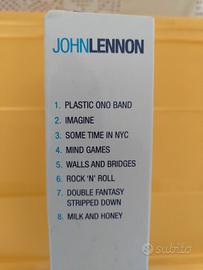 JOHNLENNON
1. PLASTIC ONO BAND
2. IMAGINE
3. SOME TIME IN NYC
4. MIND GAMES
5. WALLS AND BRIDGES
6. ROCK 'N' ROLL
7. DOUBLE FANTASY
STRIPPED DOWN
8. MILK AND HONEY
subito